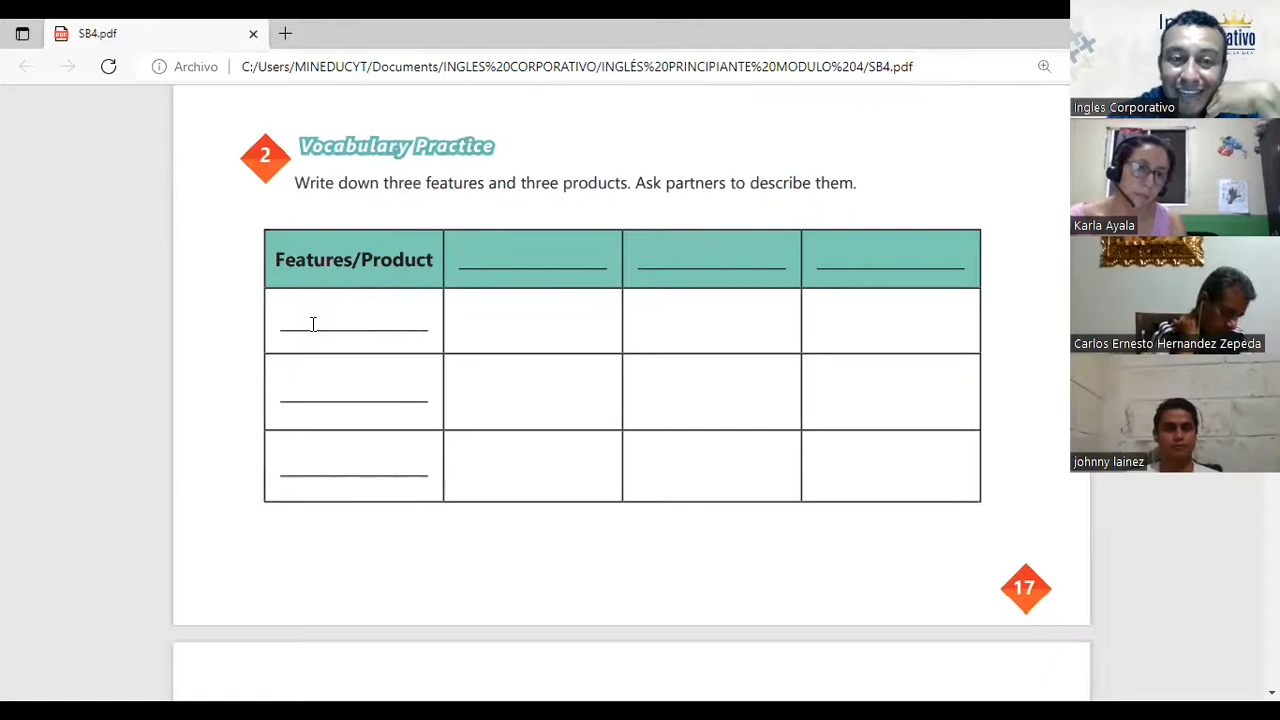 SB4.pdf
Archivo
C:/Users/MINEDUCYT/Documents/INGLES%20CORPORATIVO/INGLÉS%20PRINCIPIANTE%20MODULO%204/SB4.pdf
2
Vocabulary Practice
Write down three features and three products. Ask partners to describe them.
Features/Product
17
Ingles Corporativo
Karla Ayala
Carlos Ernesto Hernandez Zepeda
johnny lainez